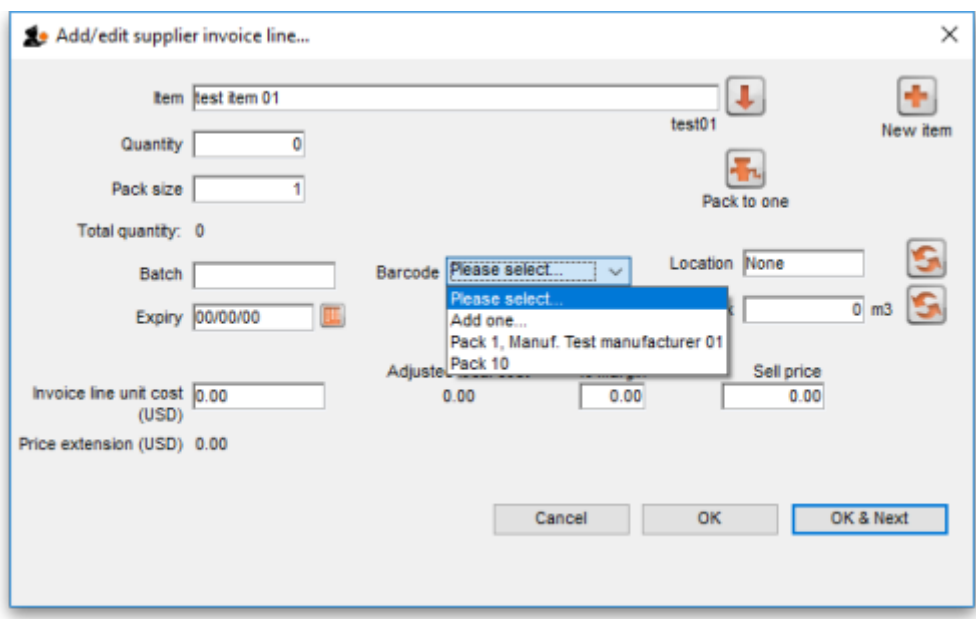 Add/edit supplier invoice line...
Item test item 01
test01
New item
Quantity 0
Pack to one
Pack size 1
Total quantity: 0
Batch
Barcode Please select...
Location None
Please select...
Add one...
Pack 1, Manuf. Test manufacturer 01
Pack 10
Expiry 00/00/00
0 m3
Sell price
Invoice line unit cost 0.00
(USD)
0.00
0.00
0.00
Price extension (USD) 0.00
Cancel
OK
OK & Next